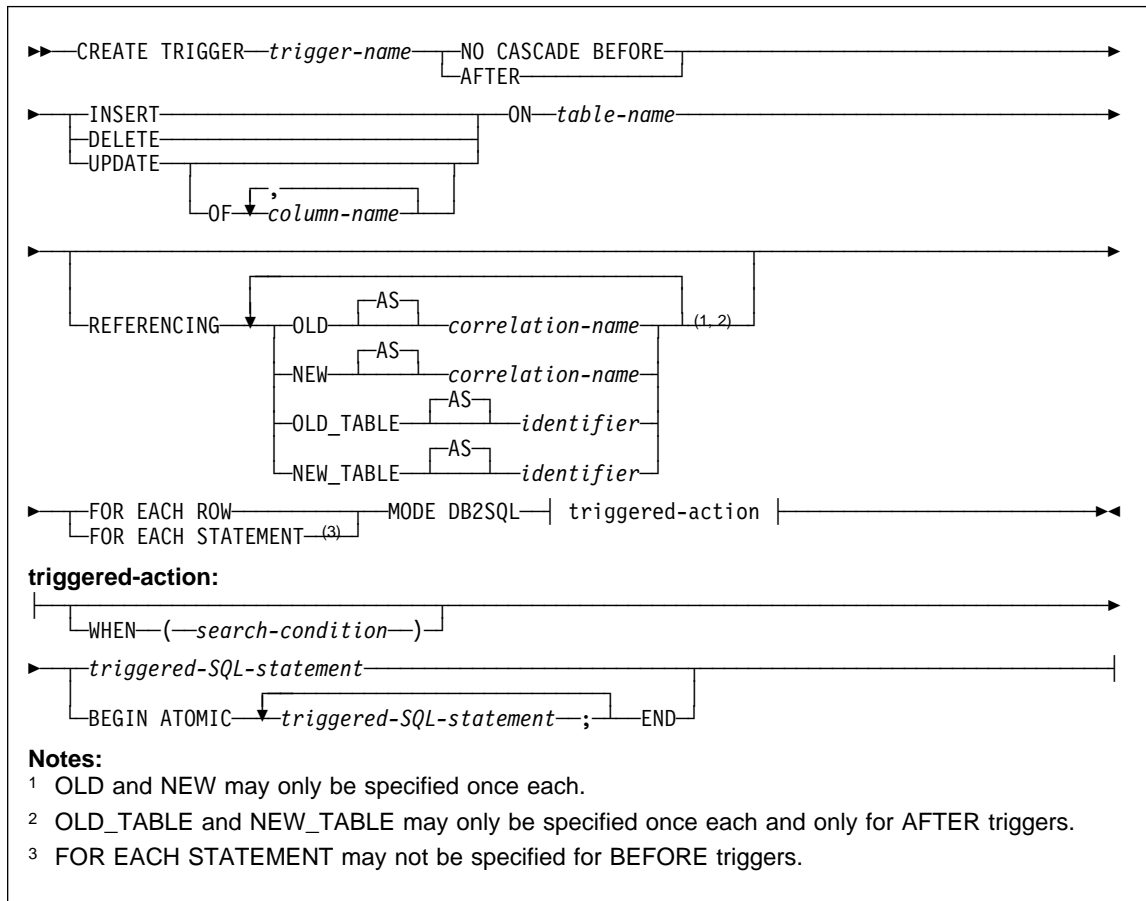 CREATE TRIGGER trigger-name NO CASCADE BEFORE
AFTER
INSERT ON table-name
DELETE
UPDATE
,
OF column-name
AS
REFERENCING OLD correlation-name (1, 2)
AS
NEW correlation-name
AS
OLD_TABLE identifier
AS
NEW_TABLE identifier
FOR EACH ROW MODE DB2SQL triggered-action
FOR EACH STATEMENT (3)
triggered-action:
WHEN ( search-condition )
triggered-SQL-statement
BEGIN ATOMIC triggered-SQL-statement ; END
Notes:
1 OLD and NEW may only be specified once each.
2 OLD_TABLE and NEW_TABLE may only be specified once each and only for AFTER triggers.
3 FOR EACH STATEMENT may not be specified for BEFORE triggers.